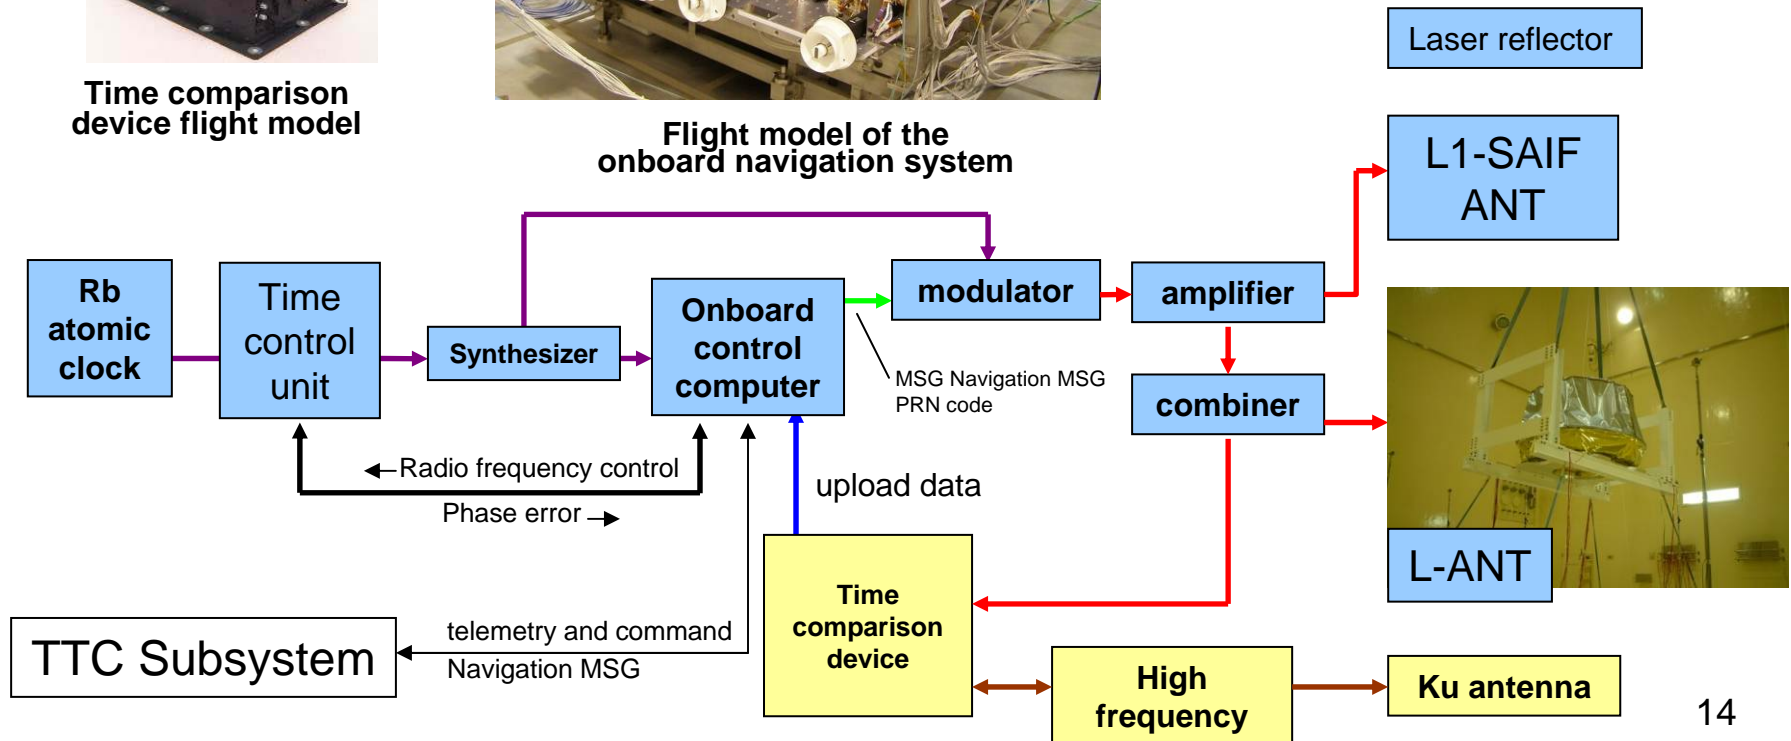 Time comparison
device flight model
Flight model of the
onboard navigation system
Laser reflector
L1-SAIF
ANT
Rb
atomic
clock
Time
control
unit
Synthesizer
Onboard
control
computer
modulator
amplifier
MSG Navigation MSG
PRN code
combiner
Radio frequency control
Phase error
upload data
L-ANT
Time
comparison
device
TTC Subsystem
telemetry and command
Navigation MSG
High
frequency
Ku antenna
14